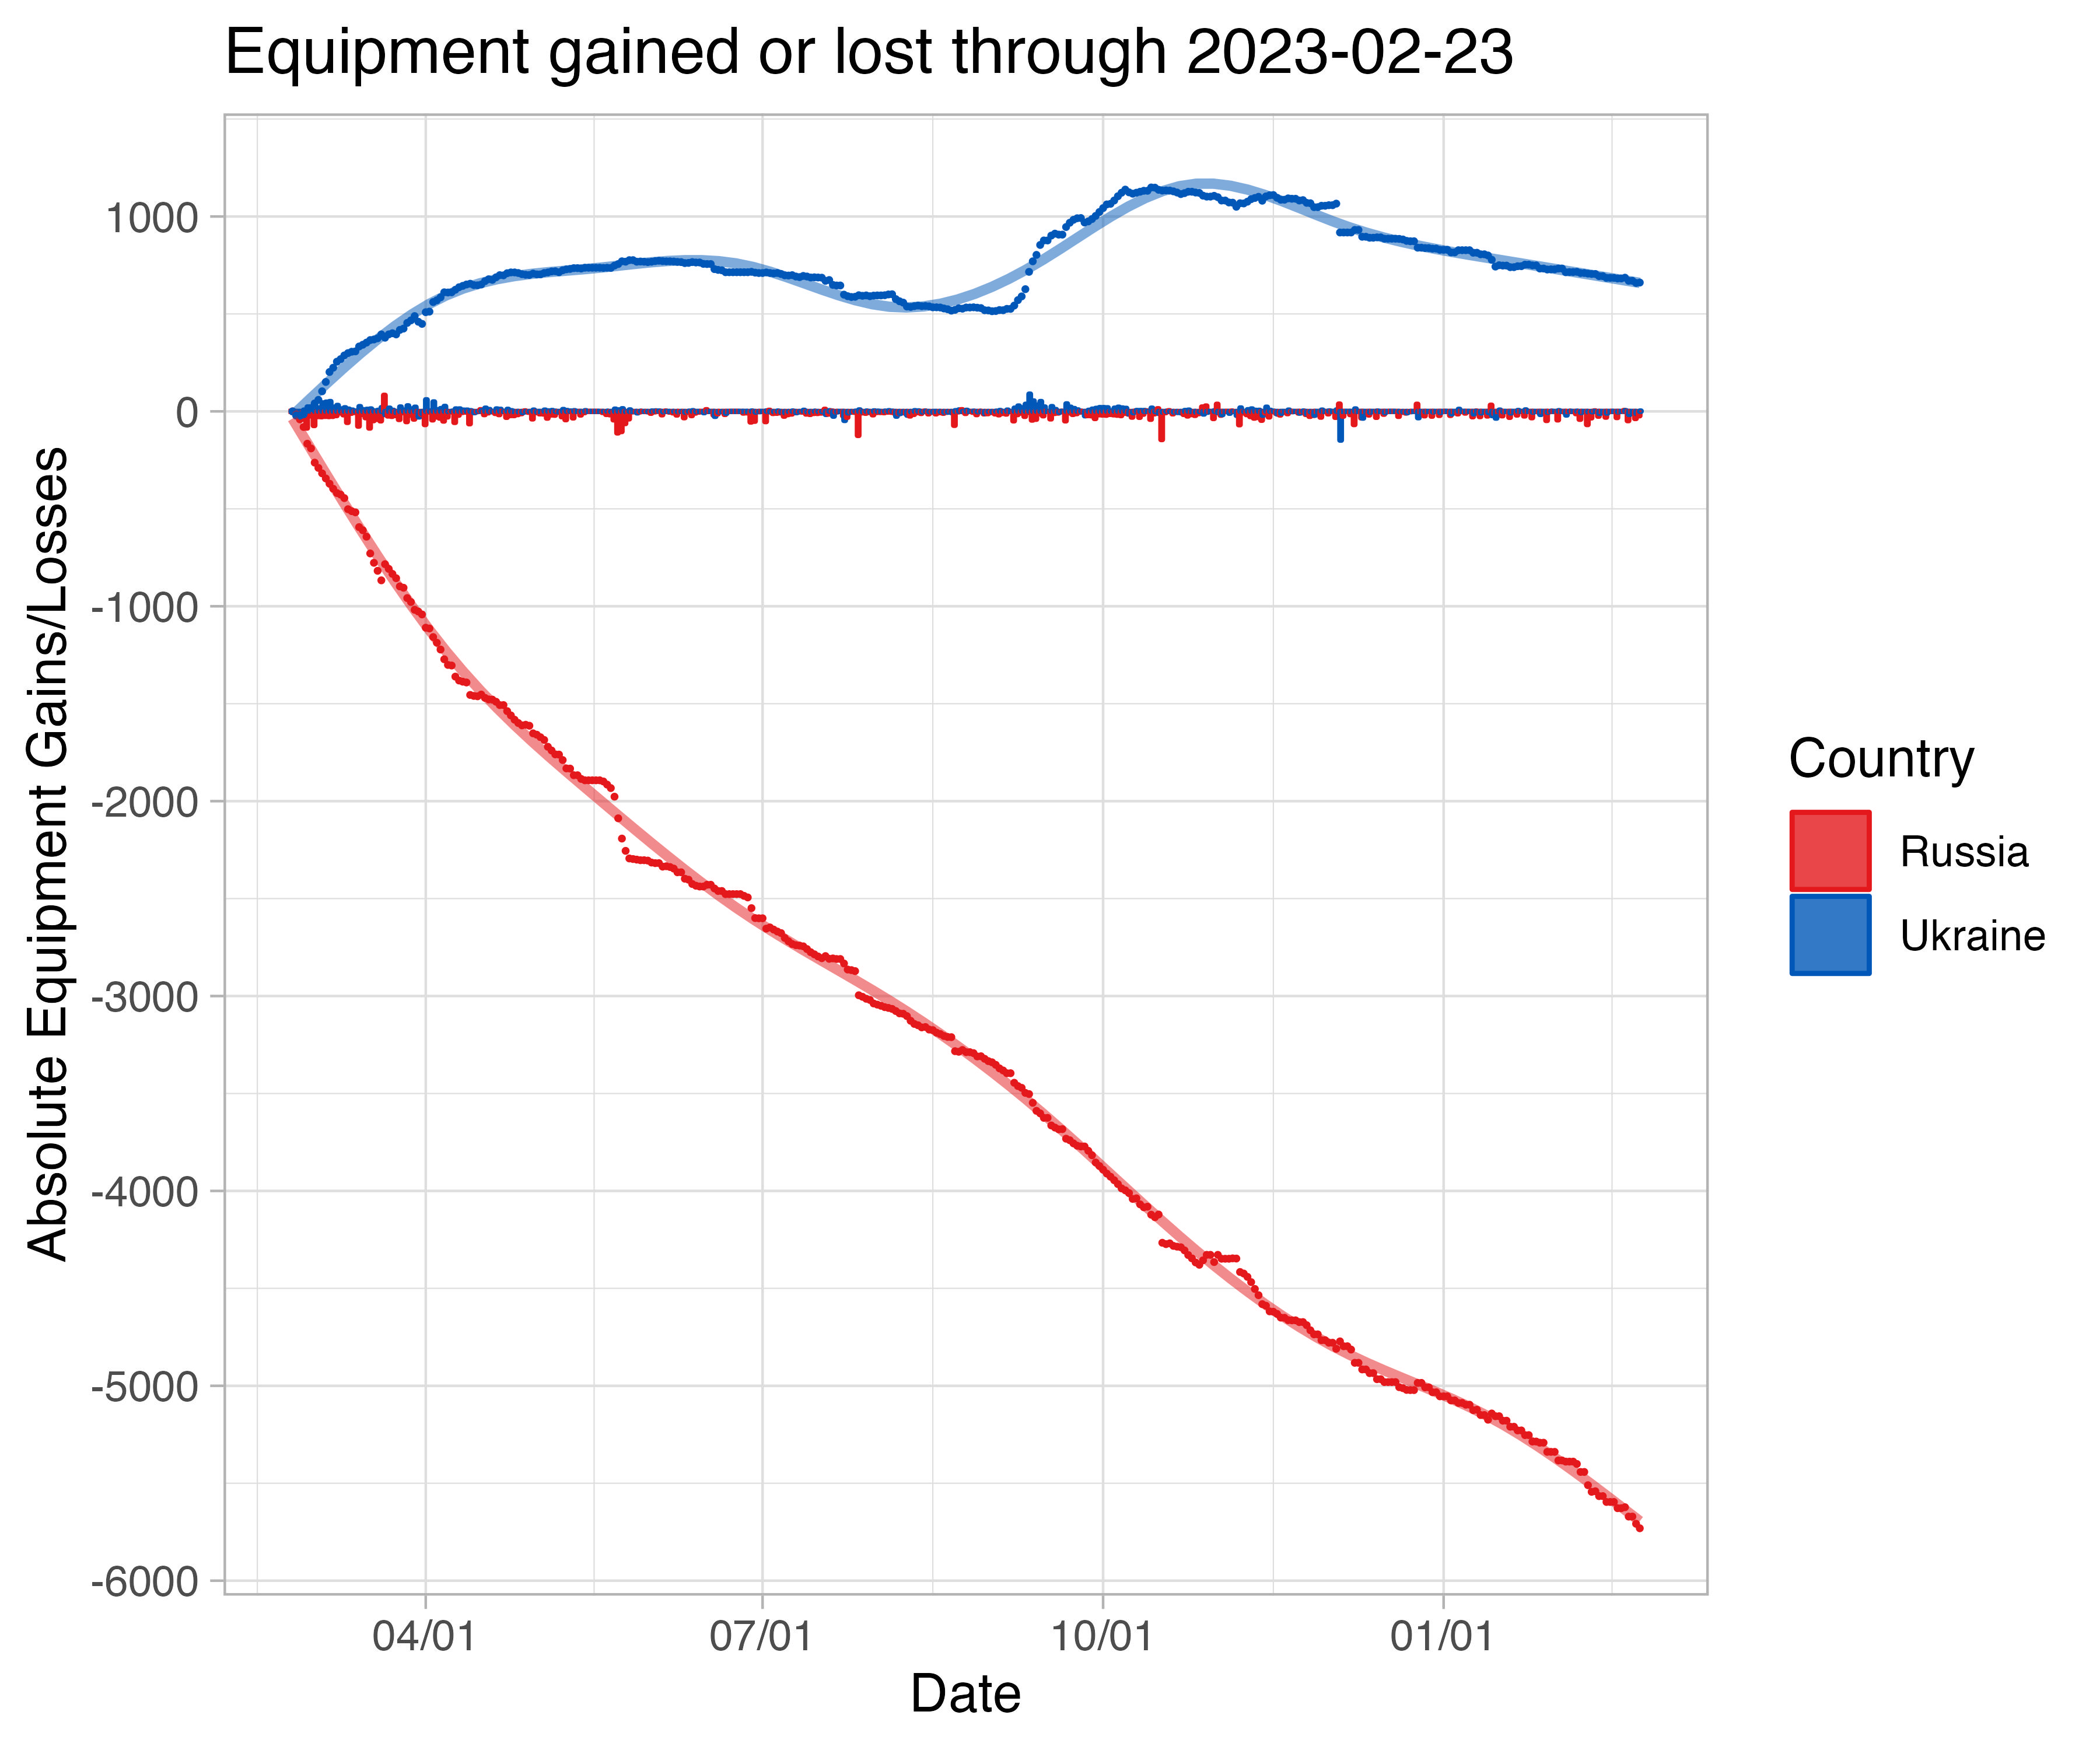 Equipment gained or lost through 2023-02-23
Absolute Equipment Gains/Losses
1000
0
-1000
-2000
-3000
-4000
-5000
-6000
04/01
07/01
10/01
01/01
Date
Country
Russia
Ukraine